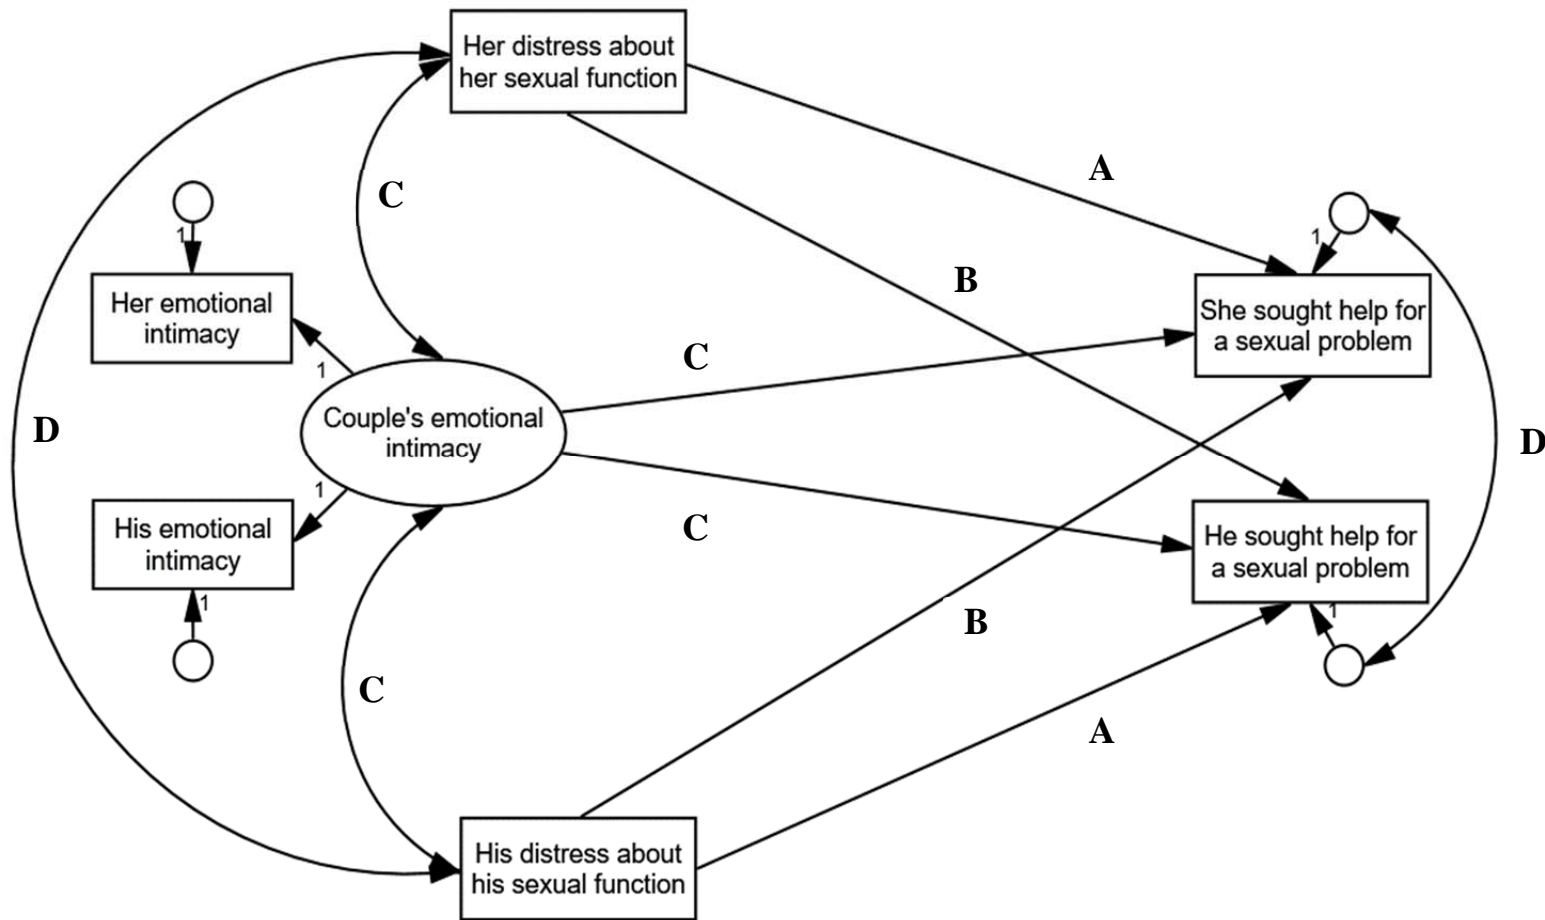 Her distress about
her sexual function
A
C
1
1
B
Her emotional
intimacy
She sought help for
a sexual problem
1
C
Couple's emotional
intimacy
D
D
1
C
His emotional
intimacy
He sought help for
a sexual problem
1
1
B
C
A
His distress about
his sexual function